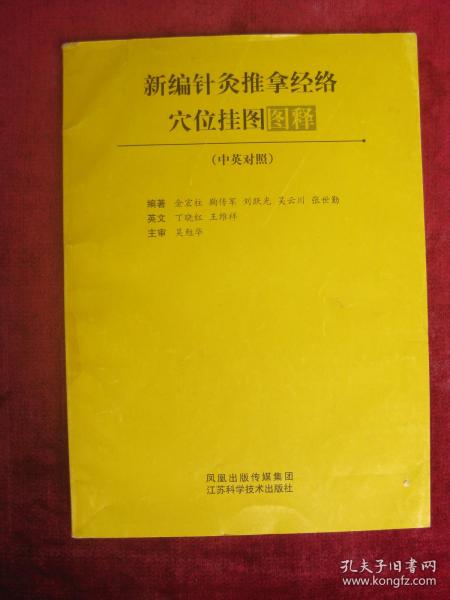 新编针灸推拿经络
穴位挂图图释
(中英对照)
编著 金宏柱 鞠传军 刘跃光 吴云川 张世勤
英文 丁晓红 王维祥
主审 吴勉华
凤凰出版传媒集团
江苏科学技术出版社
孔夫子旧书网
www.kongfz.com